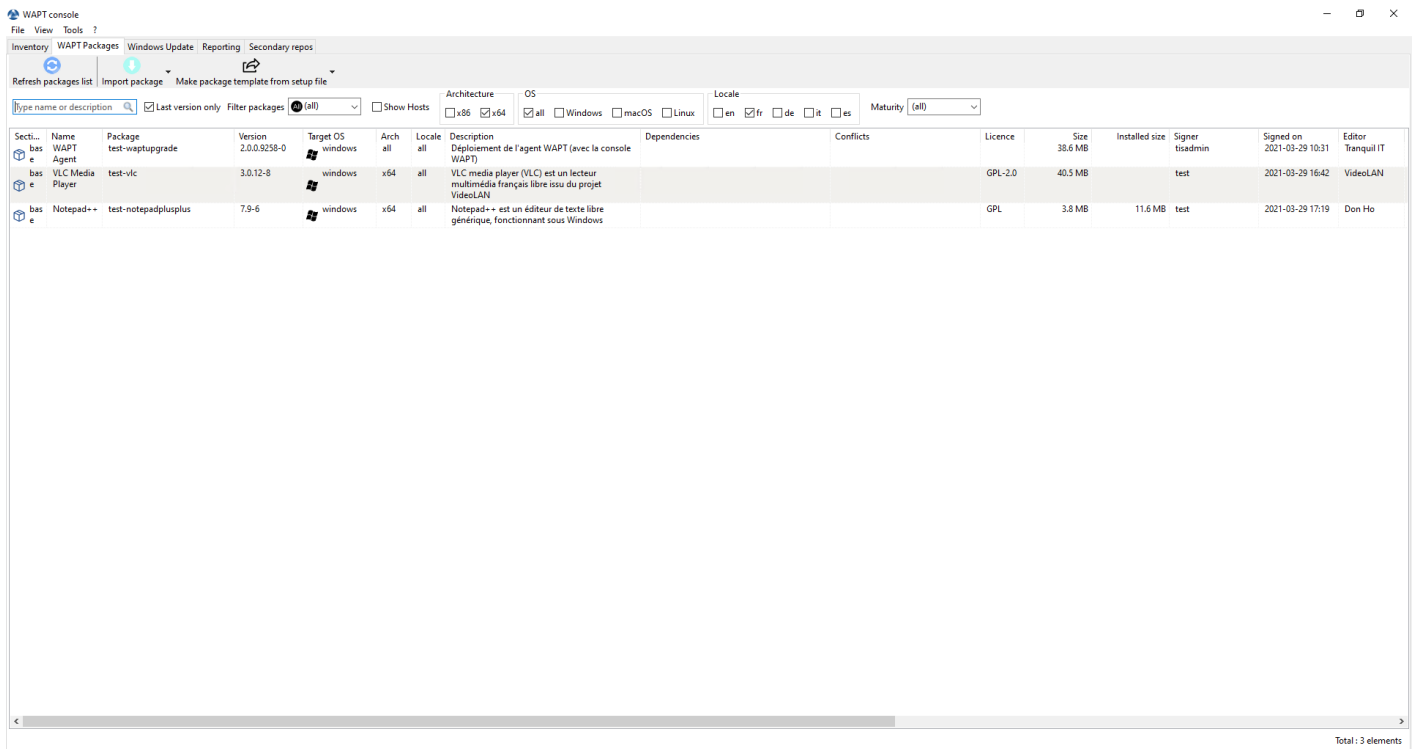 WAPT console
File View Tools ?
Inventory WAPT Packages Windows Update Reporting Secondary repos
Refresh packages list Import package Make package template from setup file
Architecture OS Locale
Type name or description Last version only Filter packages All (all) Show Hosts x86 x64 all Windows macOS Linux en fr de it es Maturity (all)
Secti... Name Package Version Target OS Arch Locale Description Dependencies Conflicts Licence Size Installed size Signer Signed on Editor
bas WAPT test-waptupgrade 2.0.0.9258-0 windows all all Déploiement de l'agent WAPT (avec la console 38.6 MB tisadmin 2021-03-29 10:31 Tranquil IT
e Agent WAPT)
bas VLC Media test-vlc 3.0.12-8 windows x64 all VLC media player (VLC) est un lecteur GPL-2.0 40.5 MB test 2021-03-29 16:42 VideoLAN
e Player multimédia français libre issu du projet
VideoLAN
bas Notepad++ test-notepadplusplus 7.9-6 windows x64 all Notepad++ est un éditeur de texte libre GPL 3.8 MB 11.6 MB test 2021-03-29 17:19 Don Ho
e générique, fonctionnant sous Windows
Total : 3 elements